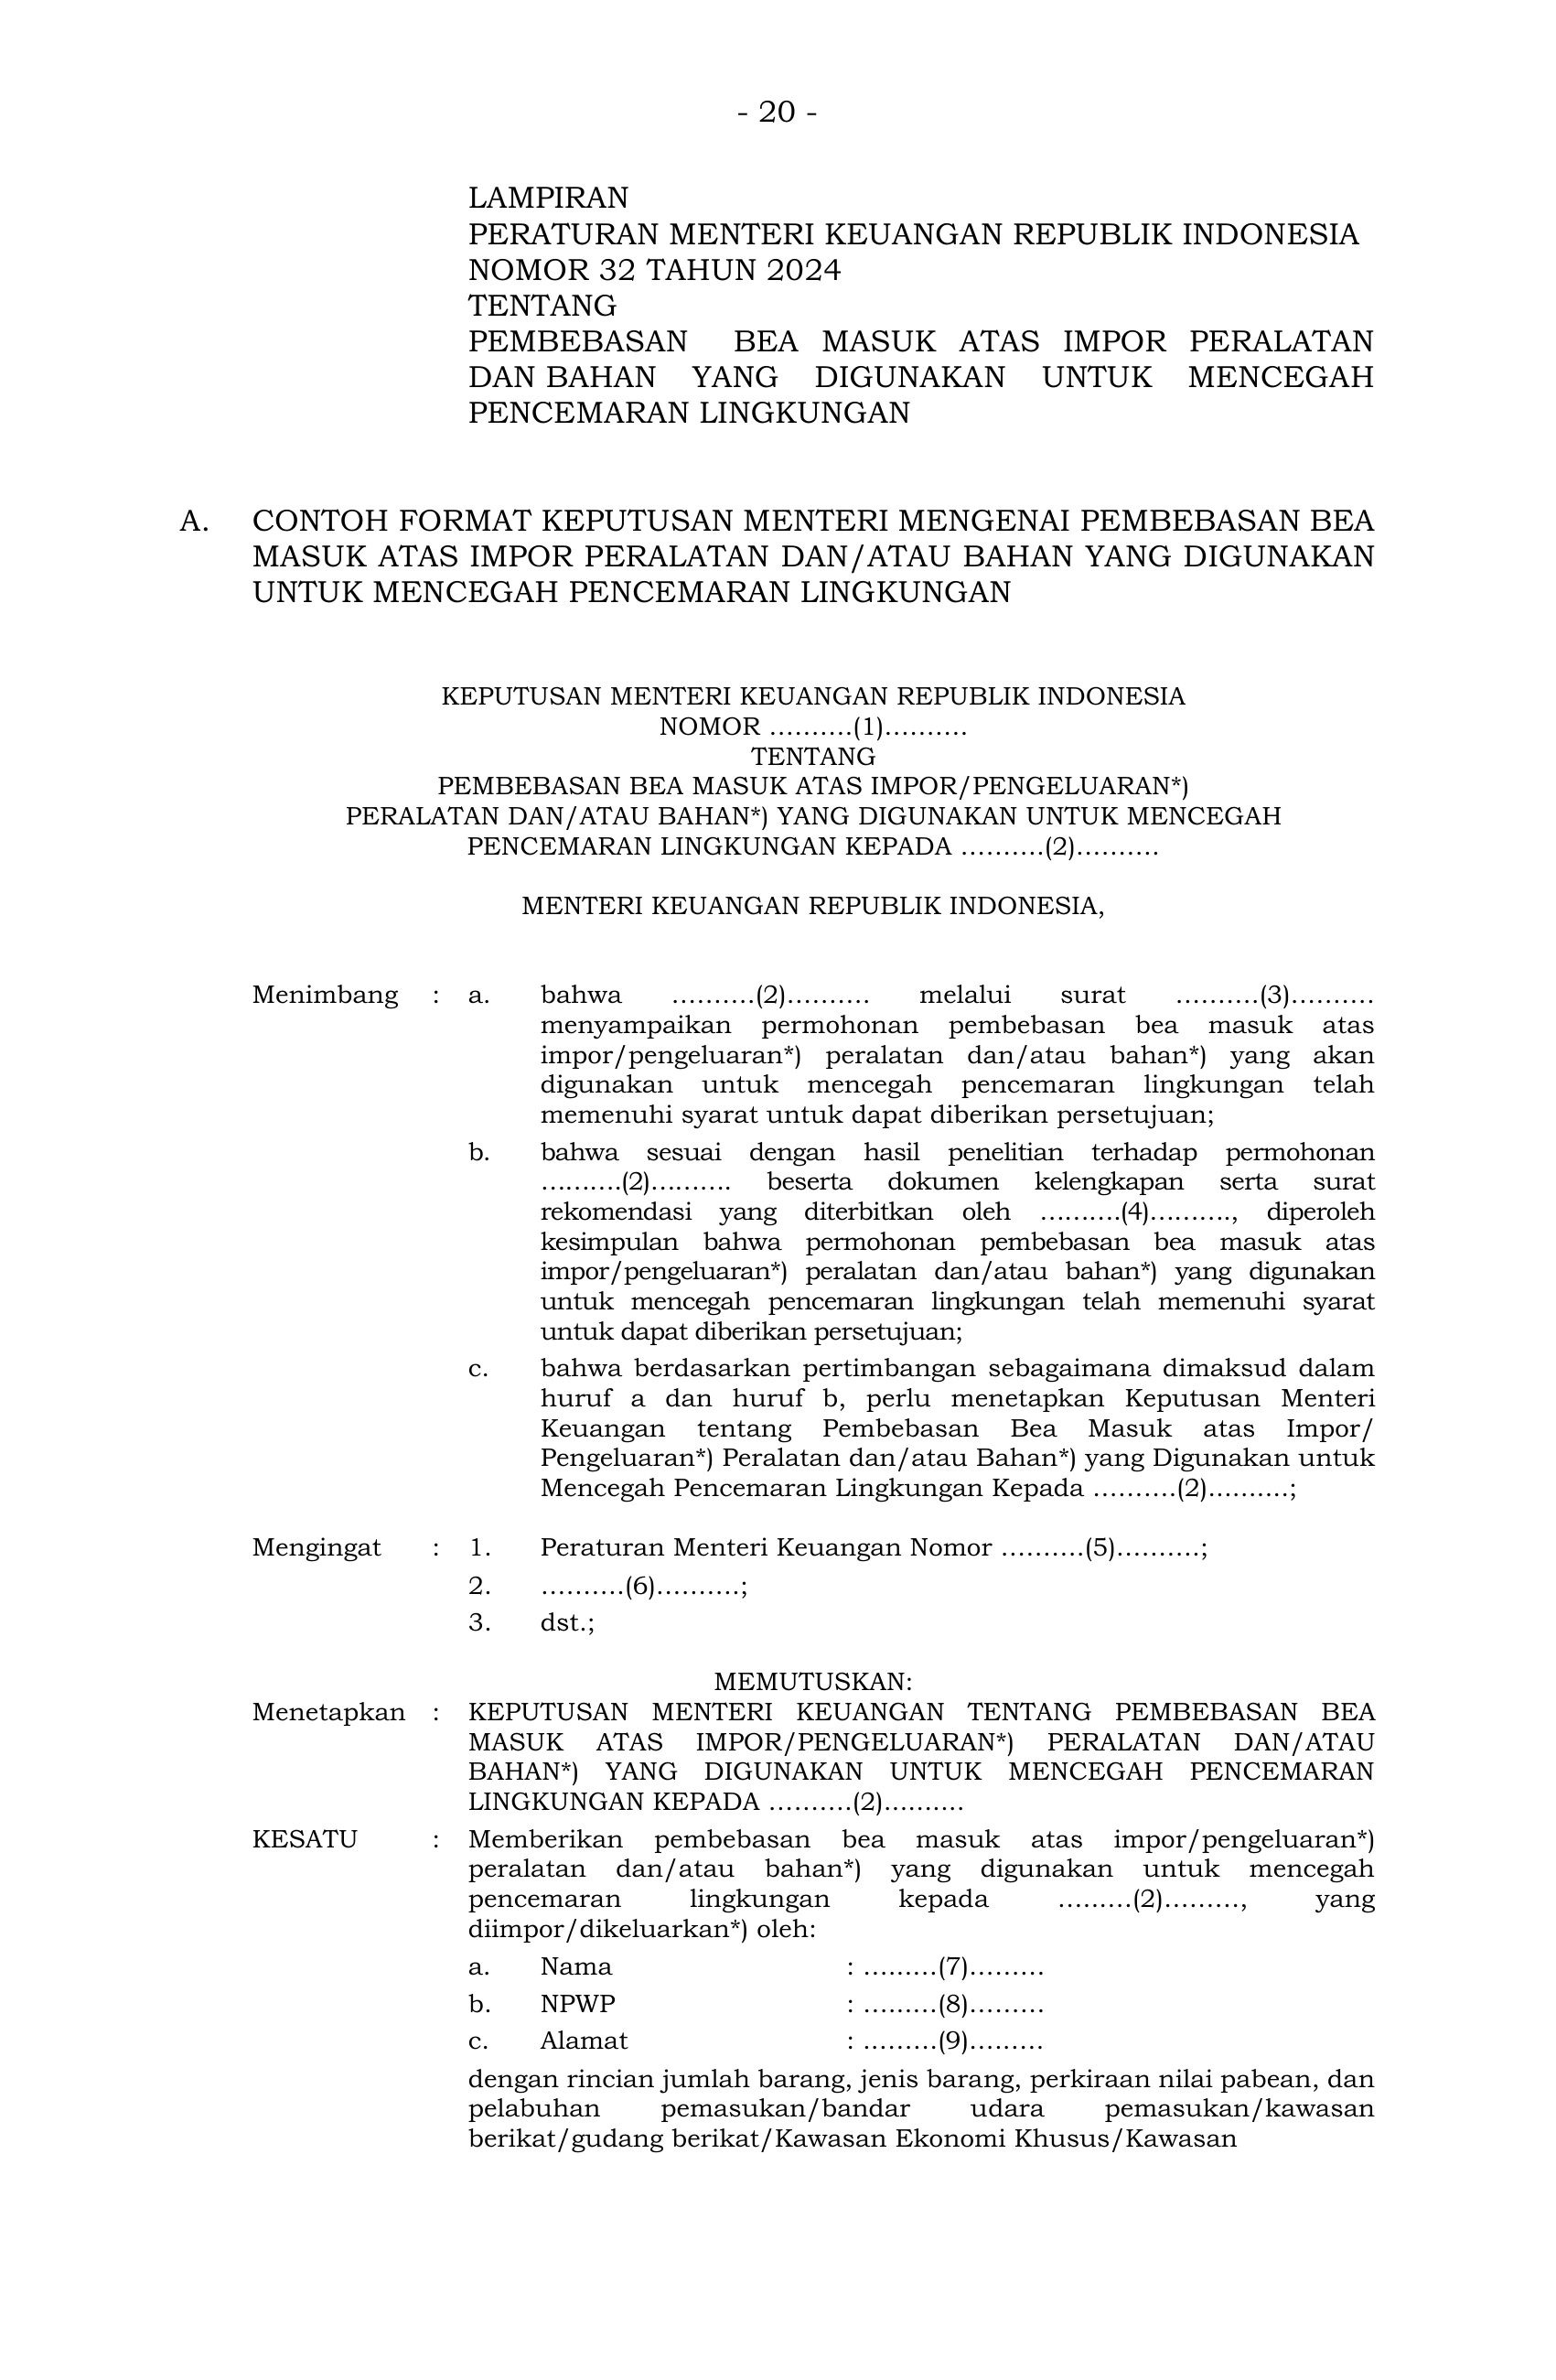 - 20 -
LAMPIRAN
PERATURAN MENTERI KEUANGAN REPUBLIK INDONESIA
NOMOR 32 TAHUN 2024
TENTANG
PEMBEBASAN BEA MASUK ATAS IMPOR PERALATAN
DAN BAHAN YANG DIGUNAKAN UNTUK MENCEGAH
PENCEMARAN LINGKUNGAN
A. CONTOH FORMAT KEPUTUSAN MENTERI MENGENAI PEMBEBASAN BEA
MASUK ATAS IMPOR PERALATAN DAN/ATAU BAHAN YANG DIGUNAKAN
UNTUK MENCEGAH PENCEMARAN LINGKUNGAN
KEPUTUSAN MENTERI KEUANGAN REPUBLIK INDONESIA
NOMOR ..........(1)..........
TENTANG
PEMBEBASAN BEA MASUK ATAS IMPOR/PENGELUARAN*)
PERALATAN DAN/ATAU BAHAN*) YANG DIGUNAKAN UNTUK MENCEGAH
PENCEMARAN LINGKUNGAN KEPADA ..........(2)..........
MENTERI KEUANGAN REPUBLIK INDONESIA,
Menimbang : a. bahwa ..........(2).......... melalui surat ..........(3)..........
menyampaikan permohonan pembebasan bea masuk atas
impor/pengeluaran*) peralatan dan/atau bahan*) yang akan
digunakan untuk mencegah pencemaran lingkungan telah
memenuhi syarat untuk dapat diberikan persetujuan;
b. bahwa sesuai dengan hasil penelitian terhadap permohonan
..........(2).......... beserta dokumen kelengkapan serta surat
rekomendasi yang diterbitkan oleh ..........(4).........., diperoleh
kesimpulan bahwa permohonan pembebasan bea masuk atas
impor/pengeluaran*) peralatan dan/atau bahan*) yang digunakan
untuk mencegah pencemaran lingkungan telah memenuhi syarat
untuk dapat diberikan persetujuan;
c. bahwa berdasarkan pertimbangan sebagaimana dimaksud dalam
huruf a dan huruf b, perlu menetapkan Keputusan Menteri
Keuangan tentang Pembebasan Bea Masuk atas Impor/
Pengeluaran*) Peralatan dan/atau Bahan*) yang Digunakan untuk
Mencegah Pencemaran Lingkungan Kepada ..........(2)..........;
Mengingat : 1. Peraturan Menteri Keuangan Nomor ..........(5)..........;
2. ..........(6)..........;
3. dst.;
MEMUTUSKAN:
Menetapkan : KEPUTUSAN MENTERI KEUANGAN TENTANG PEMBEBASAN BEA
MASUK ATAS IMPOR/PENGELUARAN*) PERALATAN DAN/ATAU
BAHAN*) YANG DIGUNAKAN UNTUK MENCEGAH PENCEMARAN
LINGKUNGAN KEPADA ..........(2)..........
KESATU : Memberikan pembebasan bea masuk atas impor/pengeluaran*)
peralatan dan/atau bahan*) yang digunakan untuk mencegah
pencemaran lingkungan kepada .........(2)........., yang
diimpor/dikeluarkan*) oleh:
a. Nama : .........(7).........
b. NPWP : .........(8).........
c. Alamat : .........(9).........
dengan rincian jumlah barang, jenis barang, perkiraan nilai pabean, dan
pelabuhan pemasukan/bandar udara pemasukan/kawasan
berikat/gudang berikat/Kawasan Ekonomi Khusus/Kawasan